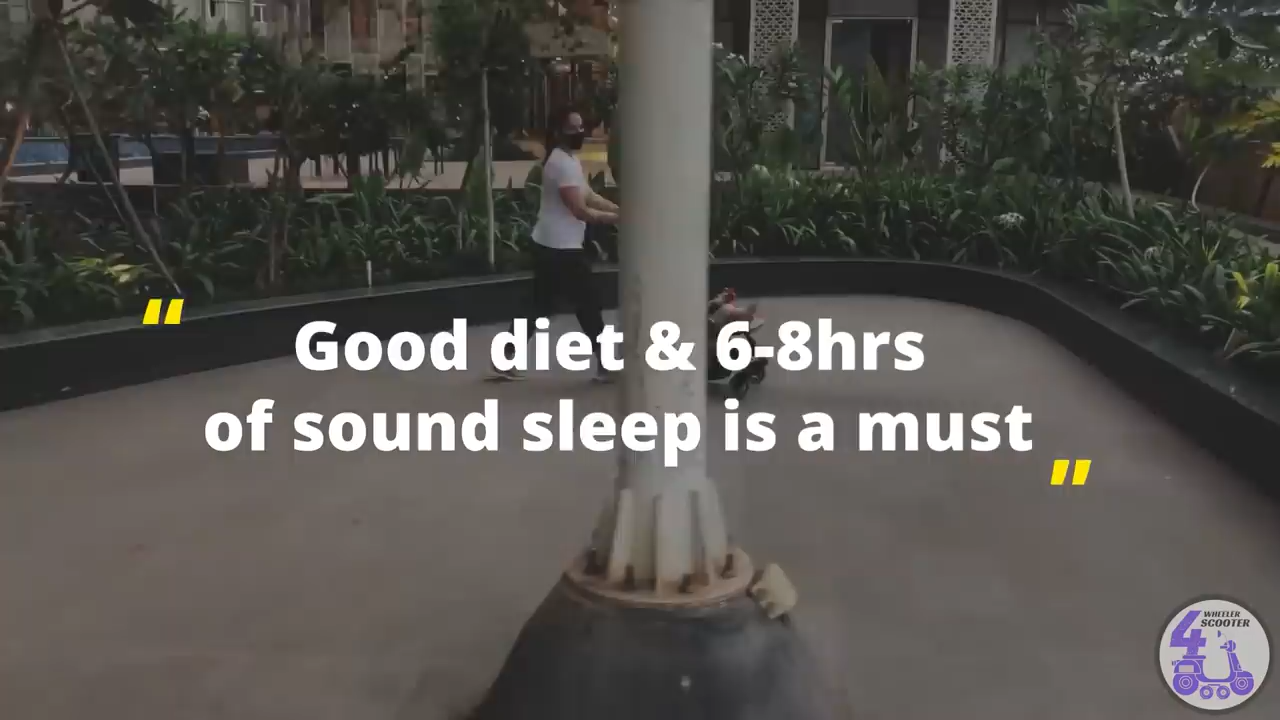 " Good diet & 6-8hrs
of sound sleep is a must "
4 WHEELER
SCOOTER